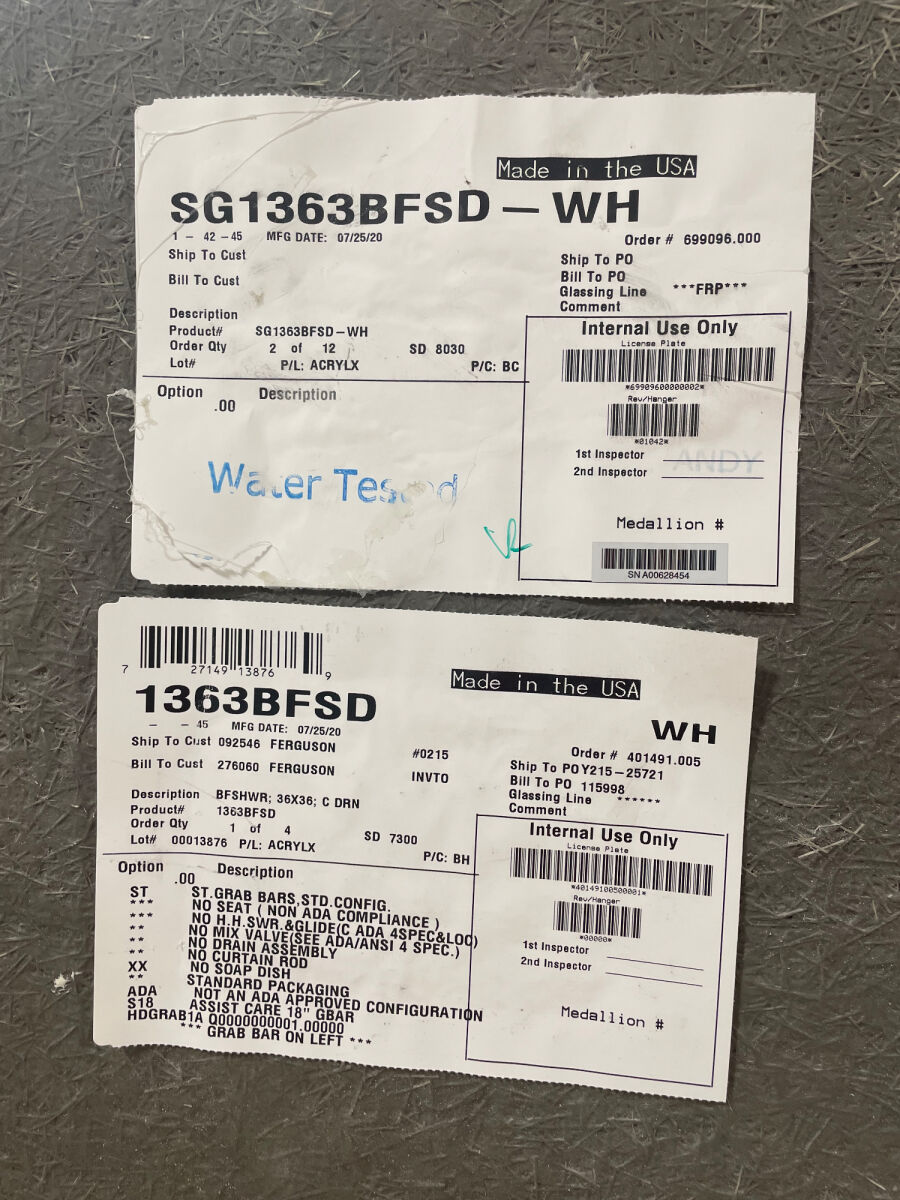 Made in the USA
SG1363BFSD – WH
1 – 42 – 45 MFG DATE: 07/25/20
Order # 699096.000
Ship To Cust
Ship To PO
Bill To Cust
Bill To PO
Glassing Line ***FRP***
Comment
Description
Product# SG1363BFSD–WH
Order Qty 2 of 12 SD 8030
Lot# P/L: ACRYLX P/C: BC
Internal Use Only
License Plate
*69909600000002*
Rev/Hanger
*01042*
1st Inspector ANDY
2nd Inspector
Medallion #
SN A00628454
Option Description
.00
Water Tested
7 27149 13876 9
Made in the USA
1363BFSD
WH
– – 45 MFG DATE: 07/25/20
Ship To Cust 092546 FERGUSON #0215
Order # 401491.005
Ship To PO Y215–25721
Bill To Cust 276060 FERGUSON INVTO
Bill To PO 115998
Glassing Line ******
Comment
Description BFSHWR; 36X36; C DRN
Product# 1363BFSD
Order Qty 1 of 4 SD 7300
Lot# 00013876 P/L: ACRYLX P/C: BH
Internal Use Only
License Plate
*40149100500001*
Rev/Hanger
*00000*
1st Inspector
2nd Inspector
Medallion #
Option Description
.00
ST ST.GRAB BARS,STD.CONFIG.
*** NO SEAT ( NON ADA COMPLIANCE )
*** NO H.H.SWR.&GLIDE(C ADA 4SPEC&LOC)
** NO MIX VALVE(SEE ADA/ANSI 4 SPEC.)
** NO DRAIN ASSEMBLY
** NO CURTAIN ROD
** NO SOAP DISH
XX STANDARD PACKAGING
** NOT AN ADA APPROVED CONFIGURATION
ADA ASSIST CARE 18" GBAR
S18
HDGRAB1A Q0000000001.00000
*** GRAB BAR ON LEFT ***